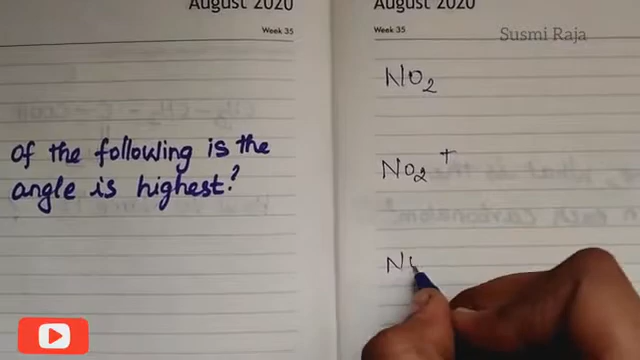 August 2020
Week 35
of the following is the
angle is highest?
August 2020
Week 35
Susmi Raja
NO2
NO2+
N